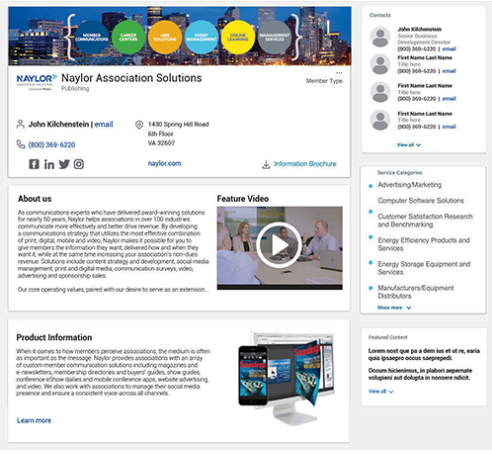 MEMBER
COMMUNICATIONS
CAREER
CENTERS
AMS
SOLUTIONS
EVENT
MANAGEMENT
ONLINE
LEARNING
MANAGEMENT
SERVICES
NAYLOR
ASSOCIATION SOLUTIONS
Naylor Association Solutions
Publishing
Member Type
John Kilchenstein | email
(800) 369-6220
1430 Spring Hill Road
6th Floor
VA 32607
naylor.com
Information Brochure
About us
As communications experts who have delivered award-winning solutions
for nearly 50 years, Naylor helps associations in over 100 industries
communicate more effectively and better drive revenue. By developing
a communications strategy that utilizes the most effective combination
of print, digital, mobile and video, Naylor makes it possible for you to
give members the information they want, delivered how and when they
want it; while at the same time increasing your association's non-dues
revenue. Solutions include content strategy and development, social media
management, print and digital media, communication surveys, video,
advertising and sponsorship sales.
Our core operating values, paired with our desire to serve as an extension...
Feature Video
Product Information
When it comes to how members perceive associations, the medium is often
as important as the message. Naylor provides associations with an array
of custom member communication solutions including magazines and
e-newsletters, membership directories and buyers' guides, show guides,
conference eShow dailies and mobile conference apps, website advertising,
and video. We also work with associations to manage their social media
presence and ensure a consistent voice across all channels.
Learn more
Contacts
John Kilchenstein
Senior Business
Development Director
(800) 369-6220 | email
First Name Last Name
Title here
(800) 369-6220 | email
First Name Last Name
Title here
(800) 369-6220 | email
First Name Last Name
Title here
(800) 369-6220 | email
View all
Service Categories
Advertising/Marketing
Computer Software Solutions
Customer Satisfaction Research
and Benchmarking
Energy Efficiency Products and
Services
Energy Storage Equipment and
Services
Manufacturers/Equipment
Distributors
Show more
Featured Content
Lorem nost que pa a dem ius et ut re, earia
quia ipsaepro occus saeprepedi.
Occum hicienimus, in plabori aepernate
volupieni aut dolupta in nonsere ndicit.
View all